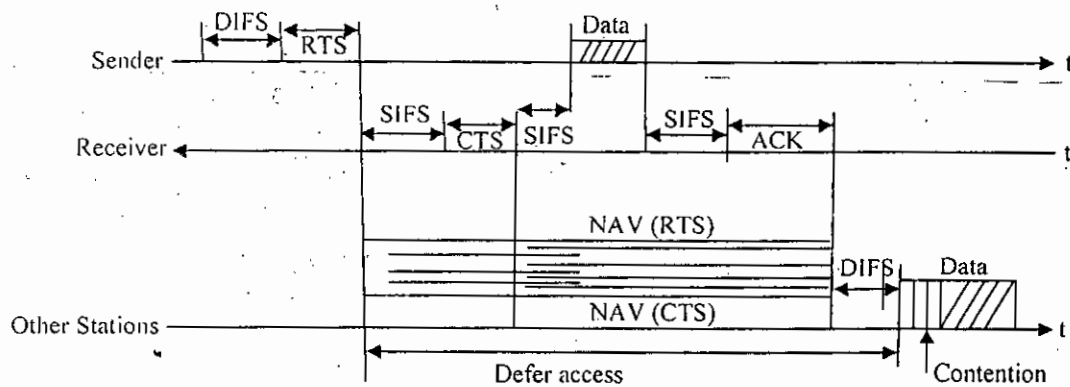 DIFS
RTS
Data
Sender
t
SIFS
CTS
SIFS
SIFS
ACK
Receiver
t
NAV (RTS)
DIFS
Data
NAV (CTS)
Other Stations
t
Defer access
Contention